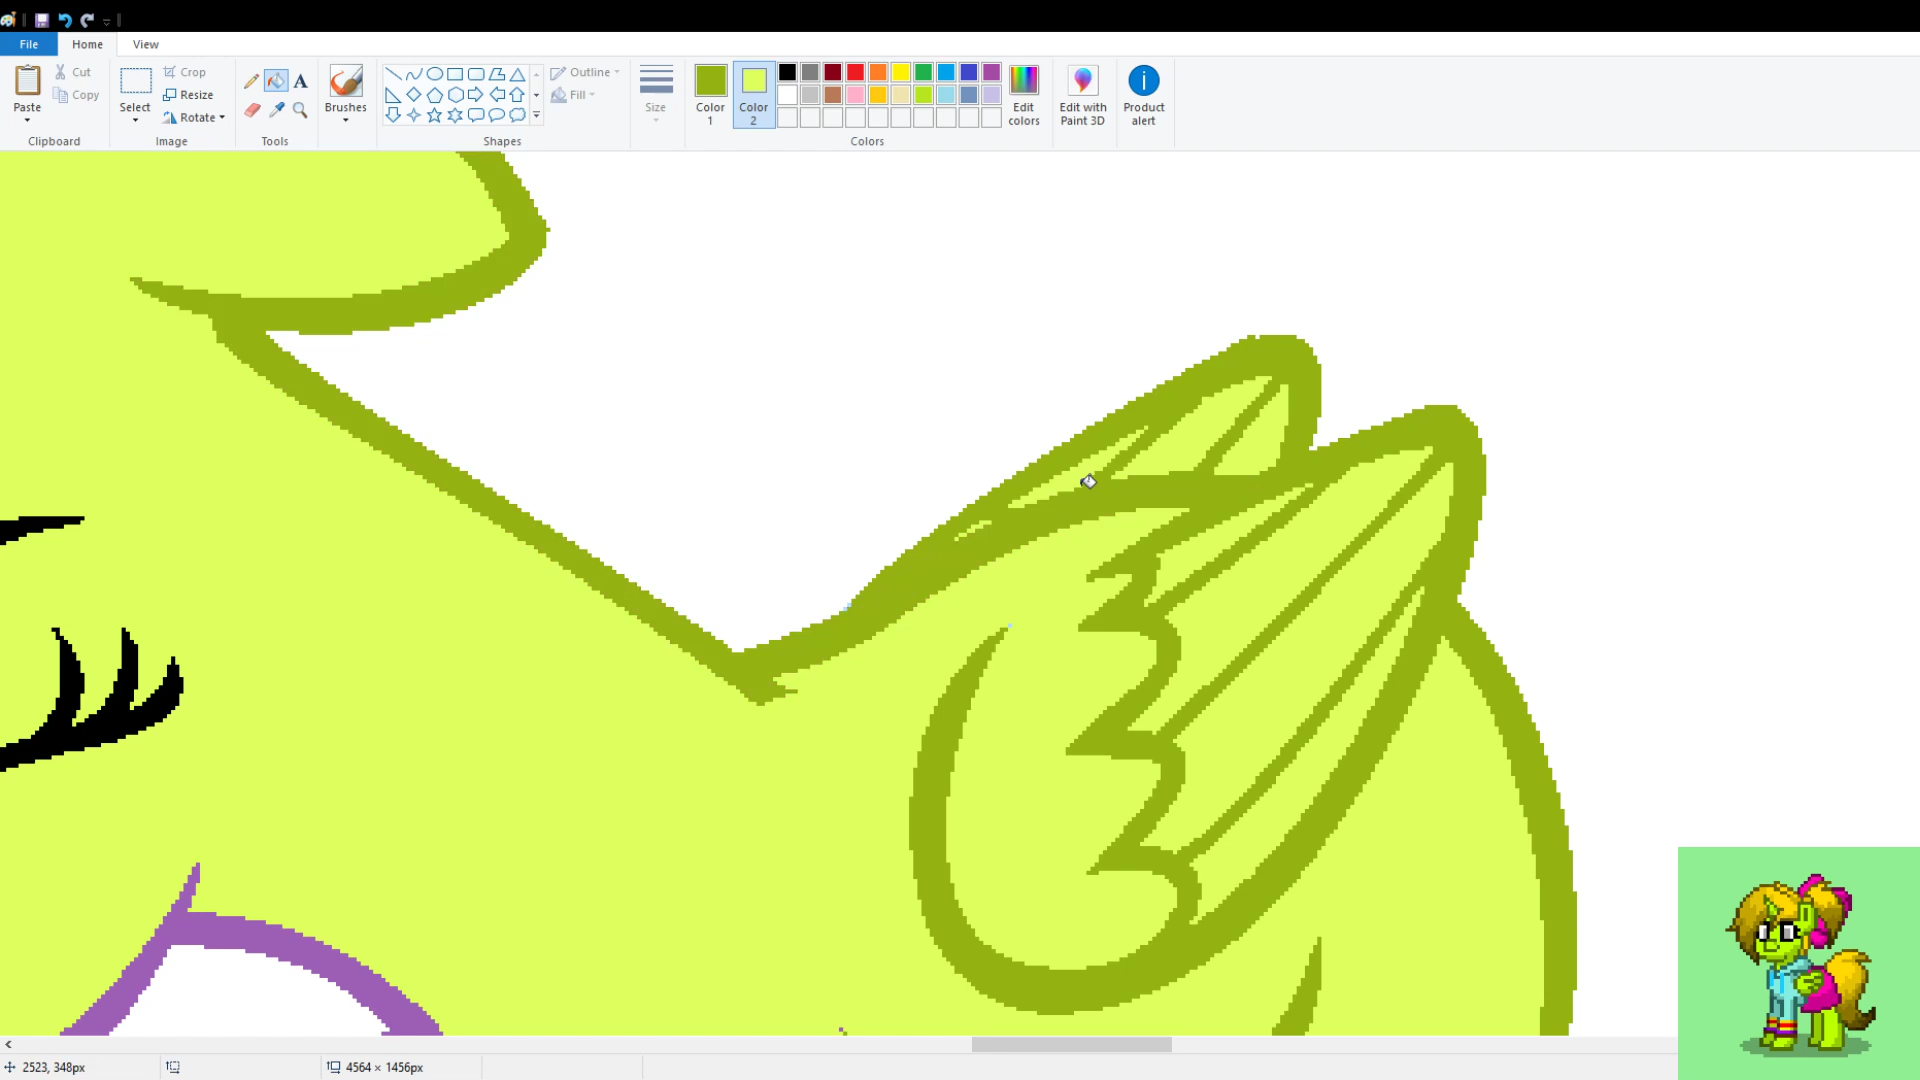 File Home View
Cut
Copy
Paste
Clipboard
Crop
Resize
Rotate
Select
Image
A
Tools
Brushes
Outline
Fill
Shapes
Size
Color 1
Color 2
Edit colors
Colors
Edit with Paint 3D
Product alert
2523, 348px
4564 × 1456px